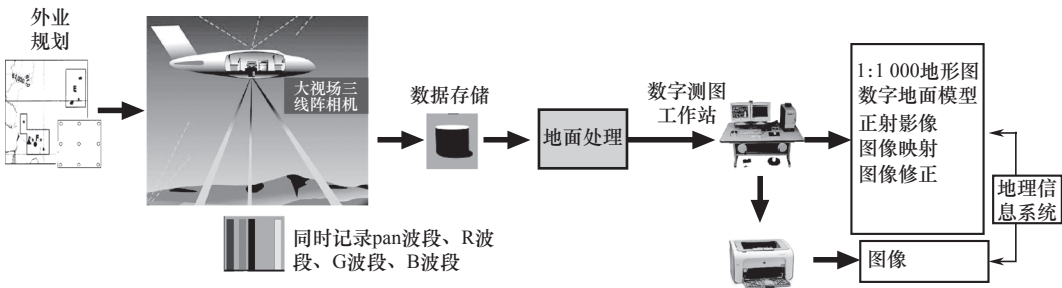 外业
规划
大视场三
线阵相机
同时记录pan波段、R波
段、G波段、B波段
数据存储
地面处理
数字测图
工作站
1:1 000地形图
数字地面模型
正射影像
图像映射
图像修正
图像
地理信
息系统